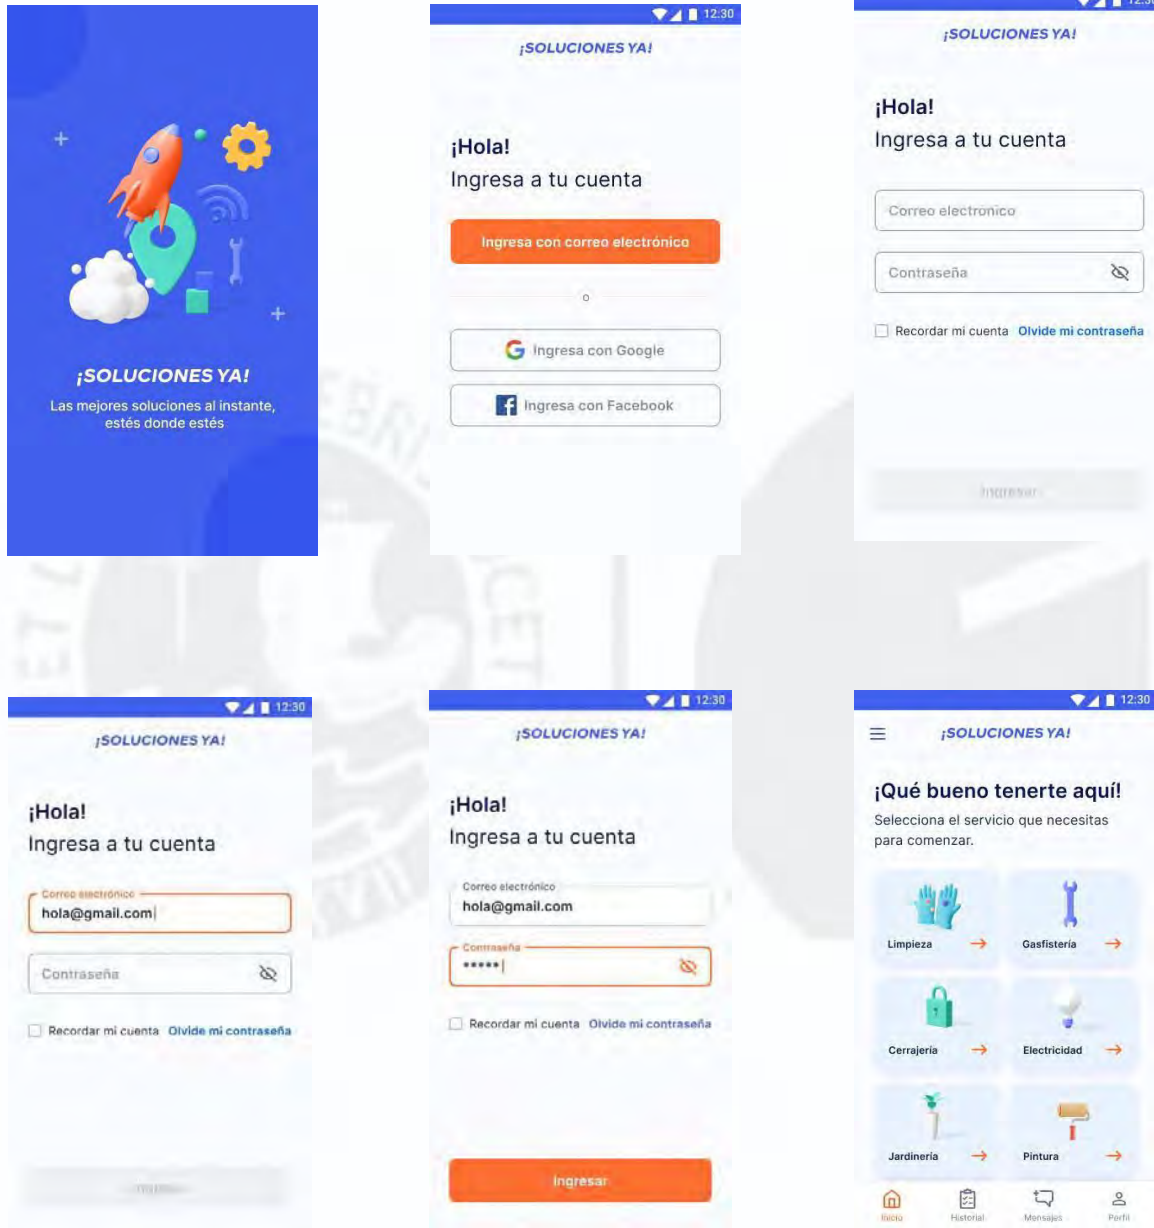 ¡SOLUCIONES YA!
Las mejores soluciones al instante,
estés donde estés
12:30
¡SOLUCIONES YA!
¡Hola!
Ingresa a tu cuenta
Ingresa con correo electrónico
o
Ingresa con Google
Ingresa con Facebook
12:30
¡SOLUCIONES YA!
¡Hola!
Ingresa a tu cuenta
Correo electronico
Contraseña
Recordar mi cuenta Olvide mi contraseña
Ingresar
12:30
¡SOLUCIONES YA!
¡Hola!
Ingresa a tu cuenta
Correo electrónico
hola@gmail.com
Contraseña
Recordar mi cuenta Olvide mi contraseña
12:30
¡SOLUCIONES YA!
¡Hola!
Ingresa a tu cuenta
Correo electrónico
hola@gmail.com
Contraseña
*****
Recordar mi cuenta Olvide mi contraseña
Ingresar
12:30
¡SOLUCIONES YA!
¡Qué bueno tenerte aquí!
Selecciona el servicio que necesitas
para comenzar.
Limpieza
Gasfistería
Cerrajería
Electricidad
Jardinería
Pintura
Inicio
Historial
Mensajes
Perfil